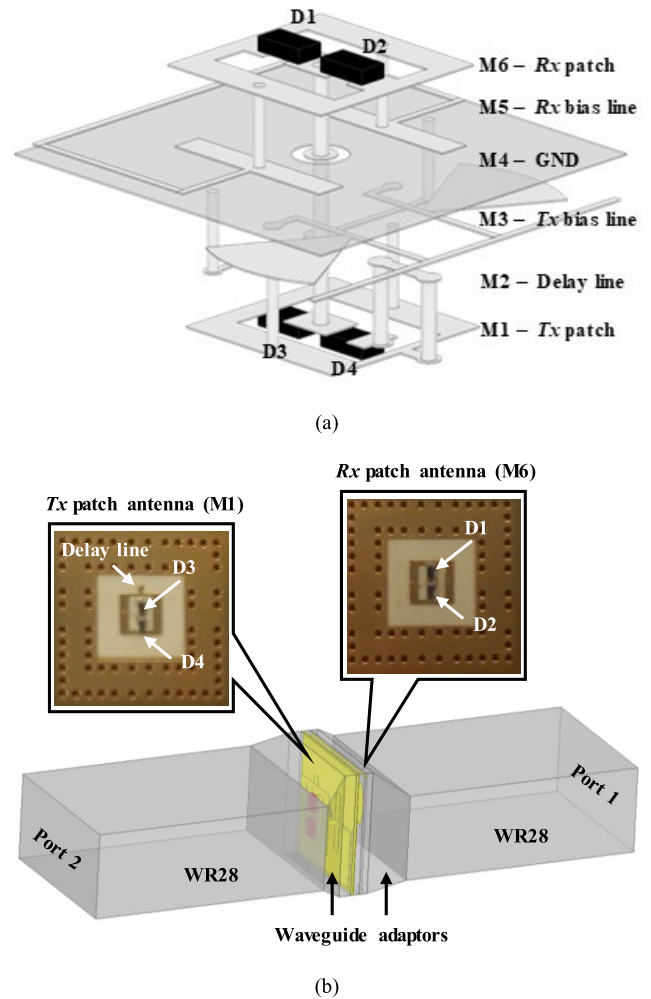 D1
D2
M6 – Rx patch
M5 – Rx bias line
M4 – GND
M3 – Tx bias line
M2 – Delay line
M1 – Tx patch
D3
D4
(a)
Rx patch antenna (M6)
Tx patch antenna (M1)
Delay line
D3
D4
D1
D2
Port 1
Port 2
WR28
WR28
Waveguide adaptors
(b)